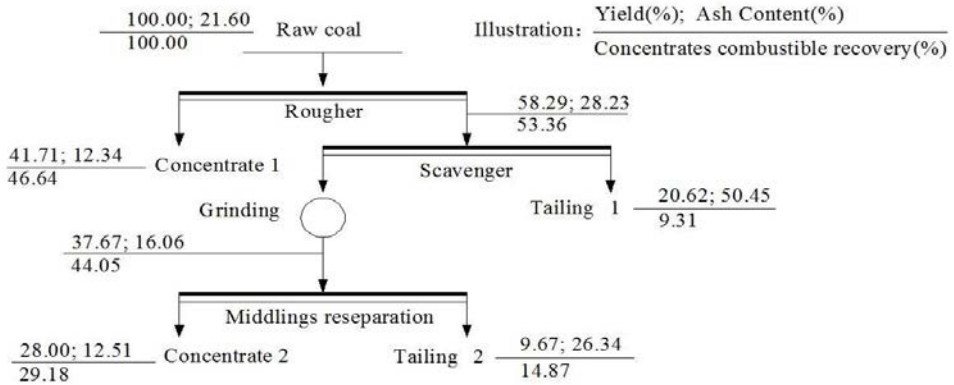 100.00; 21.60
100.00
Raw coal
Illustration:
Yield(%); Ash Content(%)
Concentrates combustible recovery(%)
Rougher
58.29; 28.23
53.36
41.71; 12.34
46.64
Concentrate 1
Scavenger
Grinding
Tailing 1
20.62; 50.45
9.31
37.67; 16.06
44.05
Middlings reseparation
28.00; 12.51
29.18
Concentrate 2
Tailing 2
9.67; 26.34
14.87